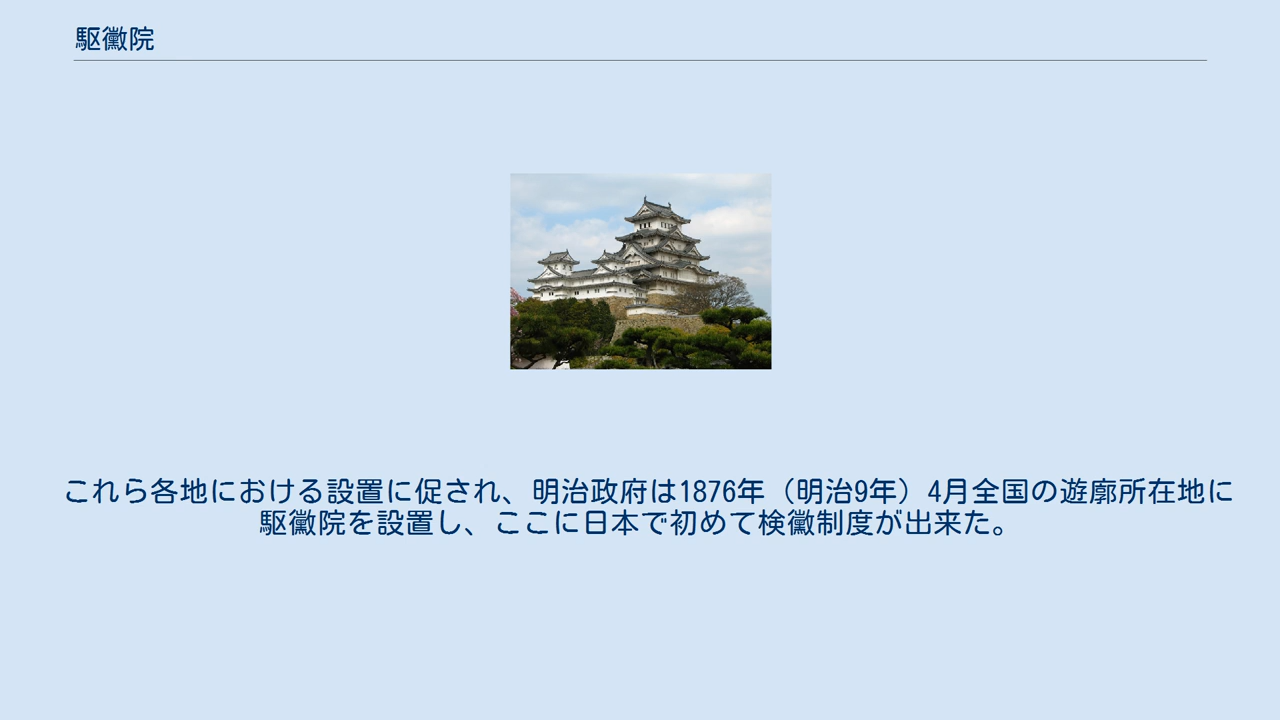 駆黴院
これら各地における設置に促され、明治政府は1876年（明治9年）4月全国の遊廓所在地に
駆黴院を設置し、ここに日本で初めて検黴制度が出来た。